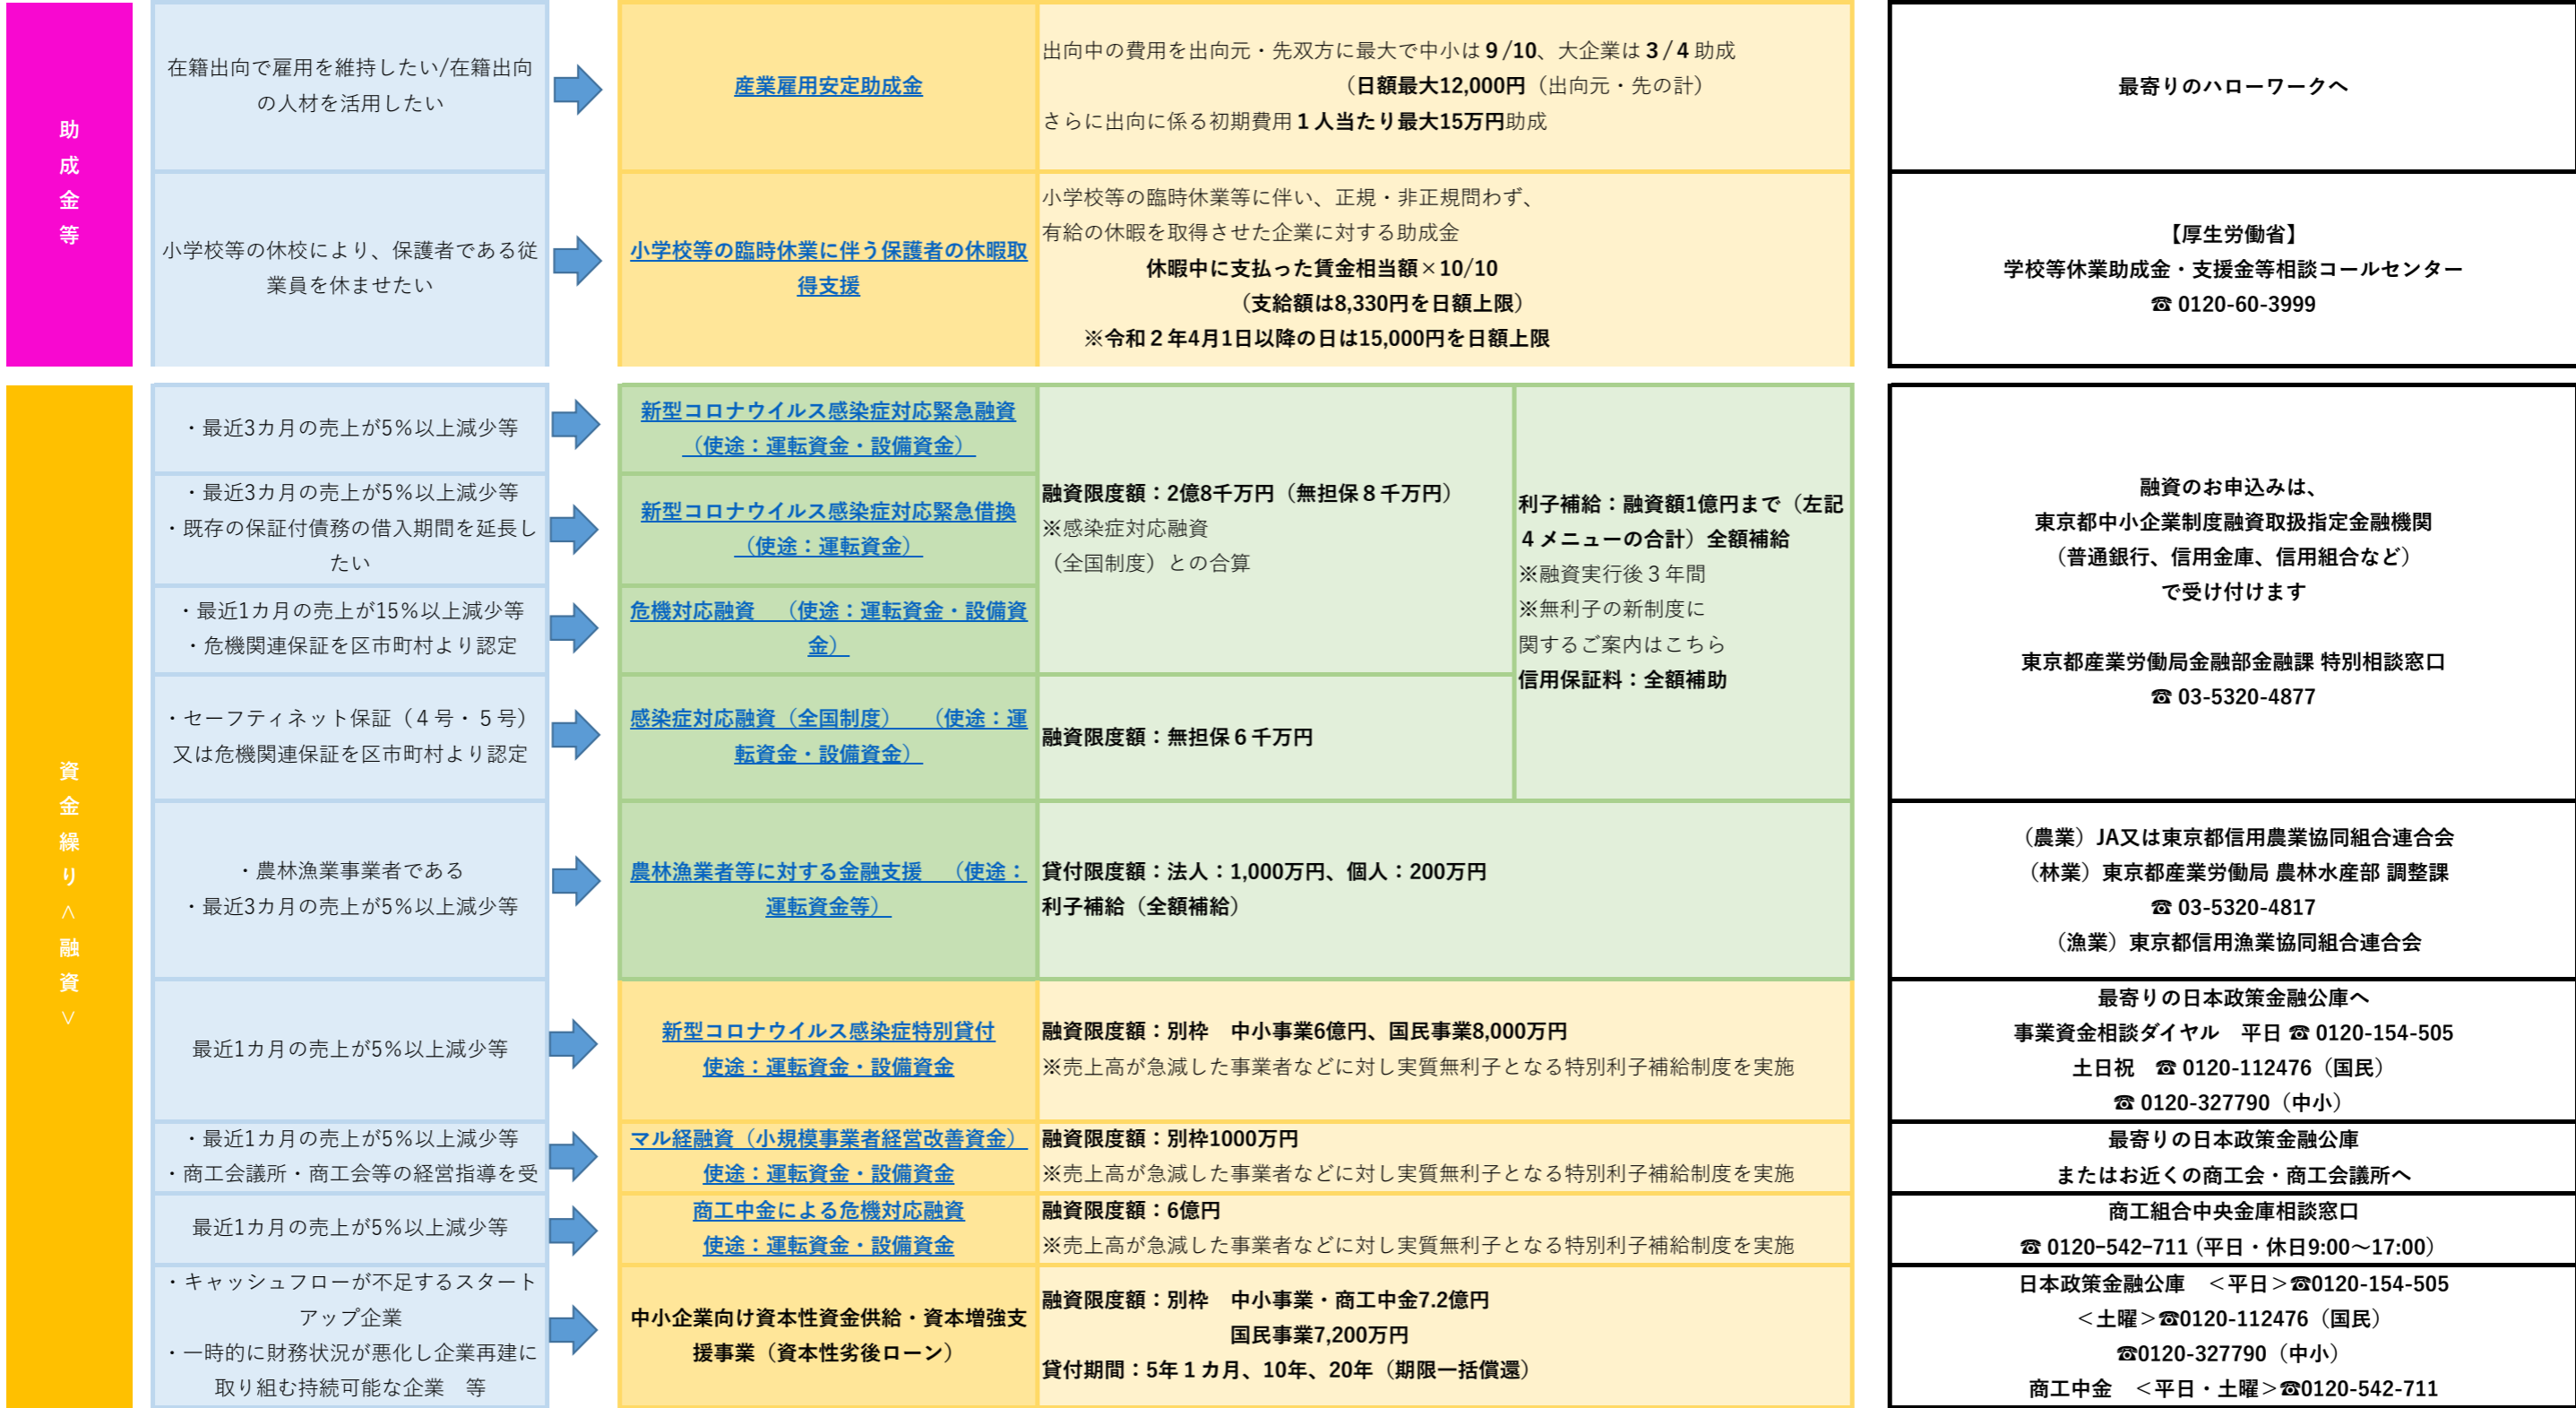 助成金等
在籍出向で雇用を維持したい/在籍出向
の人材を活用したい
産業雇用安定助成金
出向中の費用を出向元・先双方に最大で中小は９/10、大企業は３/４助成
（日額最大12,000円（出向元・先の計）
さらに出向に係る初期費用１人当たり最大15万円助成
最寄りのハローワークへ
小学校等の休校により、保護者である従
業員を休ませたい
小学校等の臨時休業に伴う保護者の休暇取
得支援
小学校等の臨時休業等に伴い、正規・非正規問わず、
有給の休暇を取得させた企業に対する助成金
休暇中に支払った賃金相当額×10/10
（支給額は8,330円を日額上限）
※令和２年4月1日以降の日は15,000円を日額上限
【厚生労働省】
学校等休業助成金・支援金等相談コールセンター
☎ 0120-60-3999
資金繰り＜融資＞
・最近3カ月の売上が5%以上減少等
新型コロナウイルス感染症対応緊急融資
（使途：運転資金・設備資金）
・最近3カ月の売上が5%以上減少等
・既存の保証付債務の借入期間を延長し
たい
新型コロナウイルス感染症対応緊急借換
（使途：運転資金）
・最近1カ月の売上が15%以上減少等
・危機関連保証を区市町村より認定
危機対応融資　（使途：運転資金・設備資
金）
融資限度額：2億8千万円（無担保８千万円）
※感染症対応融資
（全国制度）との合算
・セーフティネット保証（４号・５号）
又は危機関連保証を区市町村より認定
感染症対応融資（全国制度）　（使途：運
転資金・設備資金）
融資限度額：無担保６千万円
利子補給：融資額1億円まで（左記
４メニューの合計）全額補給
※融資実行後３年間
※無利子の新制度に
関するご案内はこちら
信用保証料：全額補助
融資のお申込みは、
東京都中小企業制度融資取扱指定金融機関
（普通銀行、信用金庫、信用組合など）
で受け付けます
東京都産業労働局金融部金融課 特別相談窓口
☎ 03-5320-4877
・農林漁業事業者である
・最近3カ月の売上が5%以上減少等
農林漁業者等に対する金融支援　（使途：
運転資金等）
貸付限度額：法人：1,000万円、個人：200万円
利子補給（全額補給）
（農業）JA又は東京都信用農業協同組合連合会
（林業）東京都産業労働局 農林水産部 調整課
☎ 03-5320-4817
（漁業）東京都信用漁業協同組合連合会
最近1カ月の売上が5%以上減少等
新型コロナウイルス感染症特別貸付
使途：運転資金・設備資金
融資限度額：別枠　中小事業6億円、国民事業8,000万円
※売上高が急減した事業者などに対し実質無利子となる特別利子補給制度を実施
最寄りの日本政策金融公庫へ
事業資金相談ダイヤル　平日 ☎ 0120-154-505
土日祝　☎ 0120-112476（国民）
☎ 0120-327790（中小）
・最近1カ月の売上が5%以上減少等
・商工会議所・商工会等の経営指導を受
マル経融資（小規模事業者経営改善資金）
使途：運転資金・設備資金
融資限度額：別枠1000万円
※売上高が急減した事業者などに対し実質無利子となる特別利子補給制度を実施
最寄りの日本政策金融公庫
またはお近くの商工会・商工会議所へ
最近1カ月の売上が5%以上減少等
商工中金による危機対応融資
使途：運転資金・設備資金
融資限度額：6億円
※売上高が急減した事業者などに対し実質無利子となる特別利子補給制度を実施
商工組合中央金庫相談窓口
☎ 0120−542−711 (平日・休日9:00～17:00）
・キャッシュフローが不足するスタート
アップ企業
・一時的に財務状況が悪化し企業再建に
取り組む持続可能な企業　等
中小企業向け資本性資金供給・資本増強支
援事業（資本性劣後ローン）
融資限度額：別枠　中小事業・商工中金7.2億円
国民事業7,200万円
貸付期間：5年１カ月、10年、20年（期限一括償還）
日本政策金融公庫　＜平日＞☎0120-154-505
＜土曜＞☎0120-112476（国民）
☎0120-327790（中小）
商工中金　＜平日・土曜＞☎0120-542-711